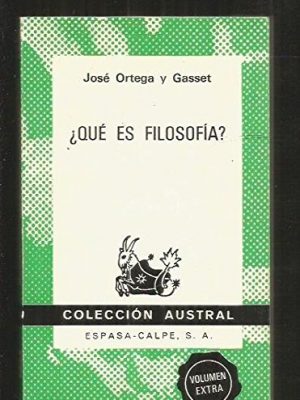 José Ortega y Gasset
¿QUÉ ES FILOSOFÍA?
COLECCIÓN AUSTRAL
ESPASA-CALPE, S. A.
VOLUMEN
EXTRA